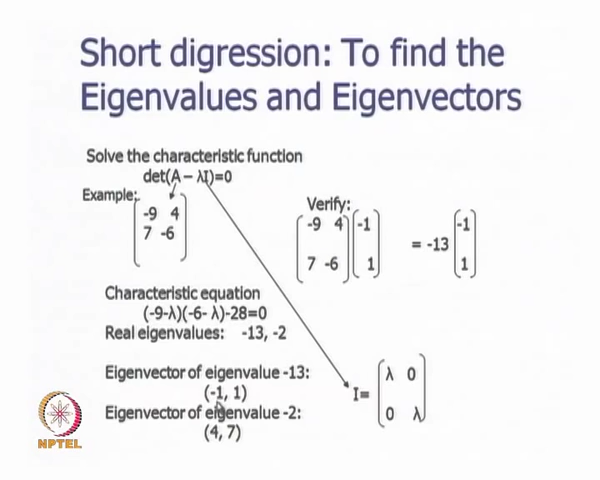 Short digression: To find the
Eigenvalues and Eigenvectors
Solve the characteristic function
det(A – λI)=0
Example:
-9 4
7 -6
Verify:
-9 4 -1
= -13 -1
7 -6 1 1
Characteristic equation
(-9-λ)(-6- λ)-28=0
Real eigenvalues: -13, -2
Eigenvector of eigenvalue -13:
(-1, 1)
Eigenvector of eigenvalue -2:
(4, 7)
λ 0
I=
0 λ
NPTEL